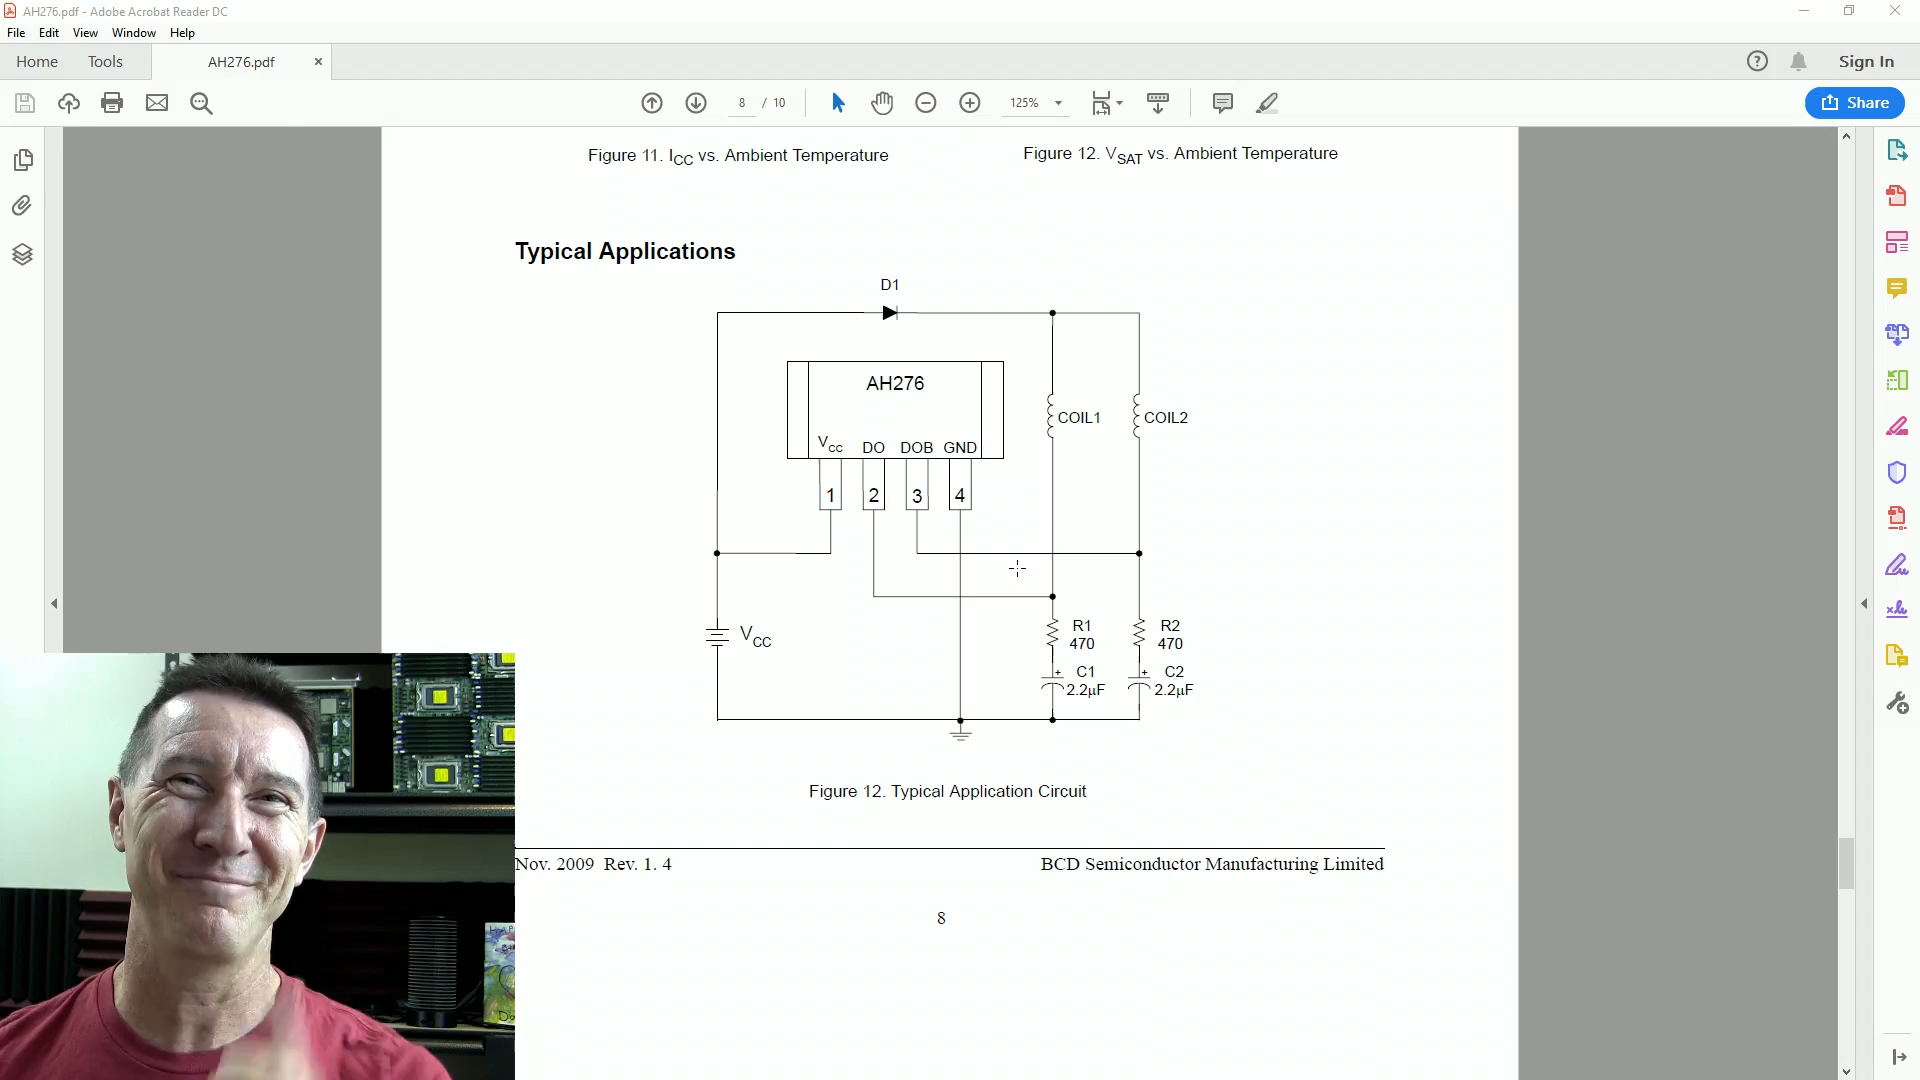 AH276.pdf - Adobe Acrobat Reader DC
File Edit View Window Help
Home Tools AH276.pdf × Sign In
8 / 10 125% Share
Figure 11. ICC vs. Ambient Temperature
Figure 12. VSAT vs. Ambient Temperature
Typical Applications
D1
AH276
COIL1 COIL2
VCC DO DOB GND
1 2 3 4
R1 R2
470 470
VCC
C1 C2
2.2μF 2.2μF
Figure 12. Typical Application Circuit
Nov. 2009 Rev. 1. 4 BCD Semiconductor Manufacturing Limited
8